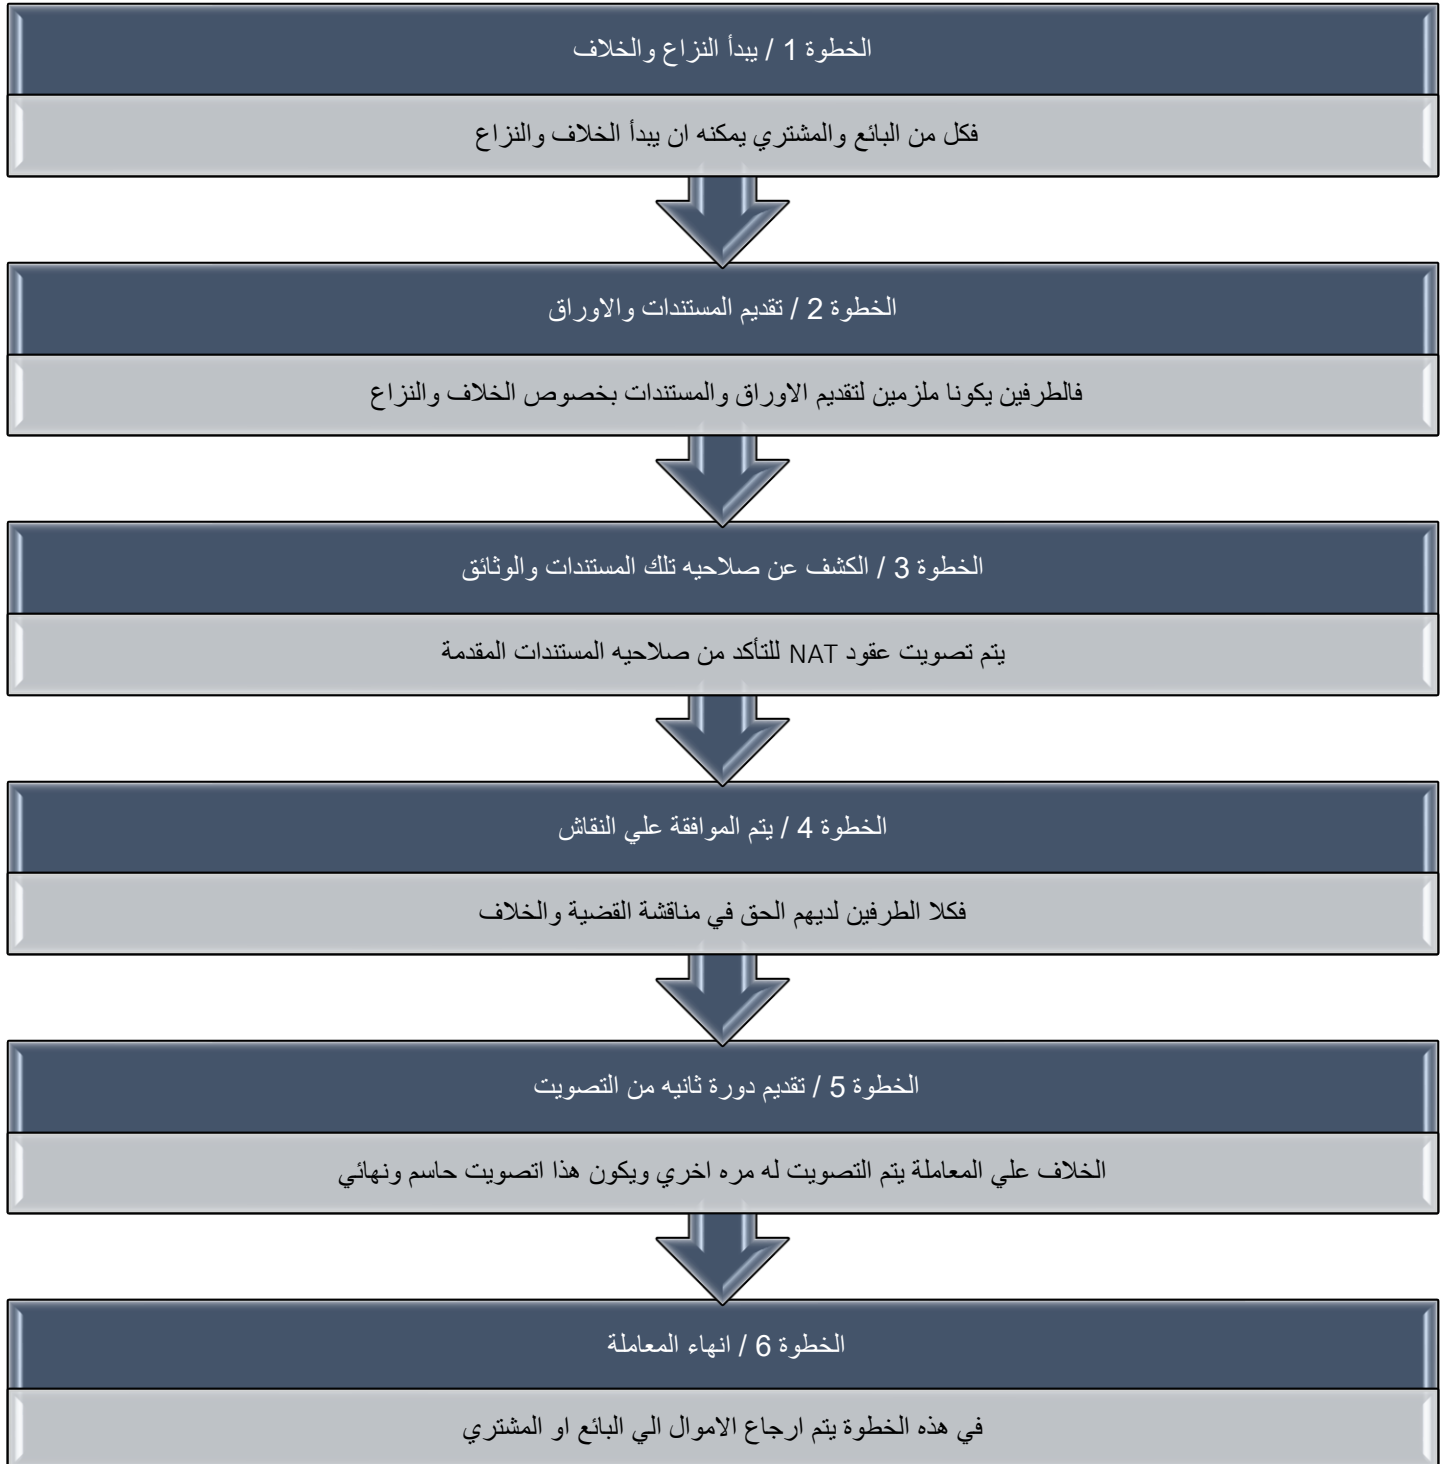 الخطوة 1 / يبدأ النزاع والخلاف
فكل من البائع والمشتري يمكنه ان يبدأ الخلاف والنزاع
الخطوة 2 / تقديم المستندات والاوراق
فالطرفين يكونا ملزمين لتقديم الاوراق والمستندات بخصوص الخلاف والنزاع
الخطوة 3 / الكشف عن صلاحيه تلك المستندات والوثائق
يتم تصويت عقود NAT للتأكد من صلاحيه المستندات المقدمة
الخطوة 4 / يتم الموافقة علي النقاش
فكلا الطرفين لديهم الحق في مناقشة القضية والخلاف
الخطوة 5 / تقديم دورة ثانيه من التصويت
الخلاف علي المعاملة يتم التصويت له مره اخري ويكون هذا اتصويت حاسم ونهائي
الخطوة 6 / انهاء المعاملة
في هذه الخطوة يتم ارجاع الاموال الي البائع او المشتري